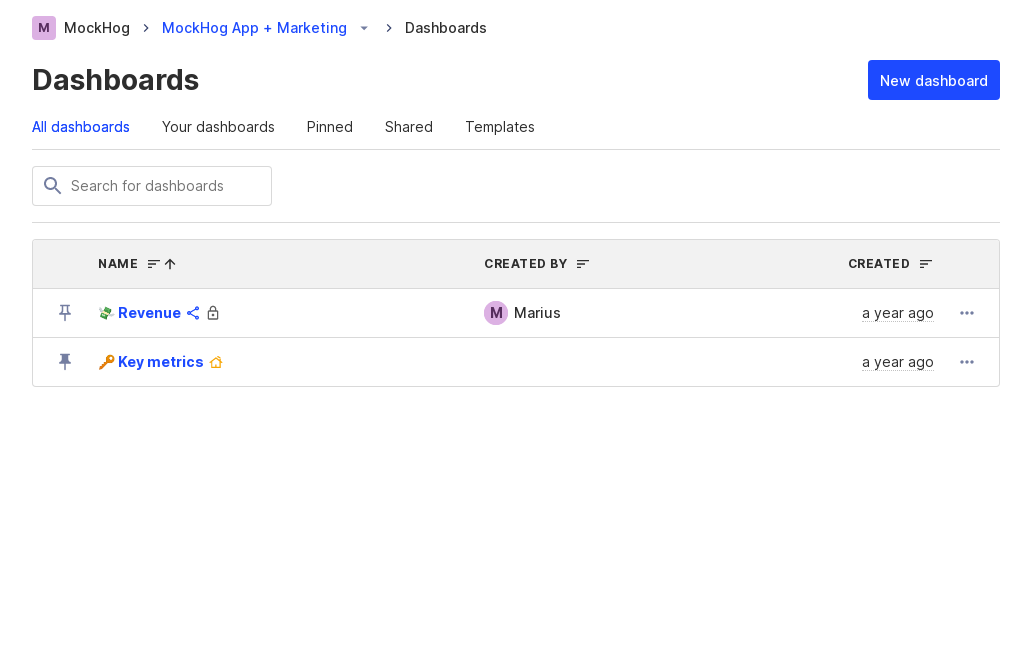 M MockHog > MockHog App + Marketing > Dashboards
Dashboards
New dashboard
All dashboards Your dashboards Pinned Shared Templates
Search for dashboards
NAME CREATED BY CREATED
Revenue M Marius a year ago
Key metrics a year ago